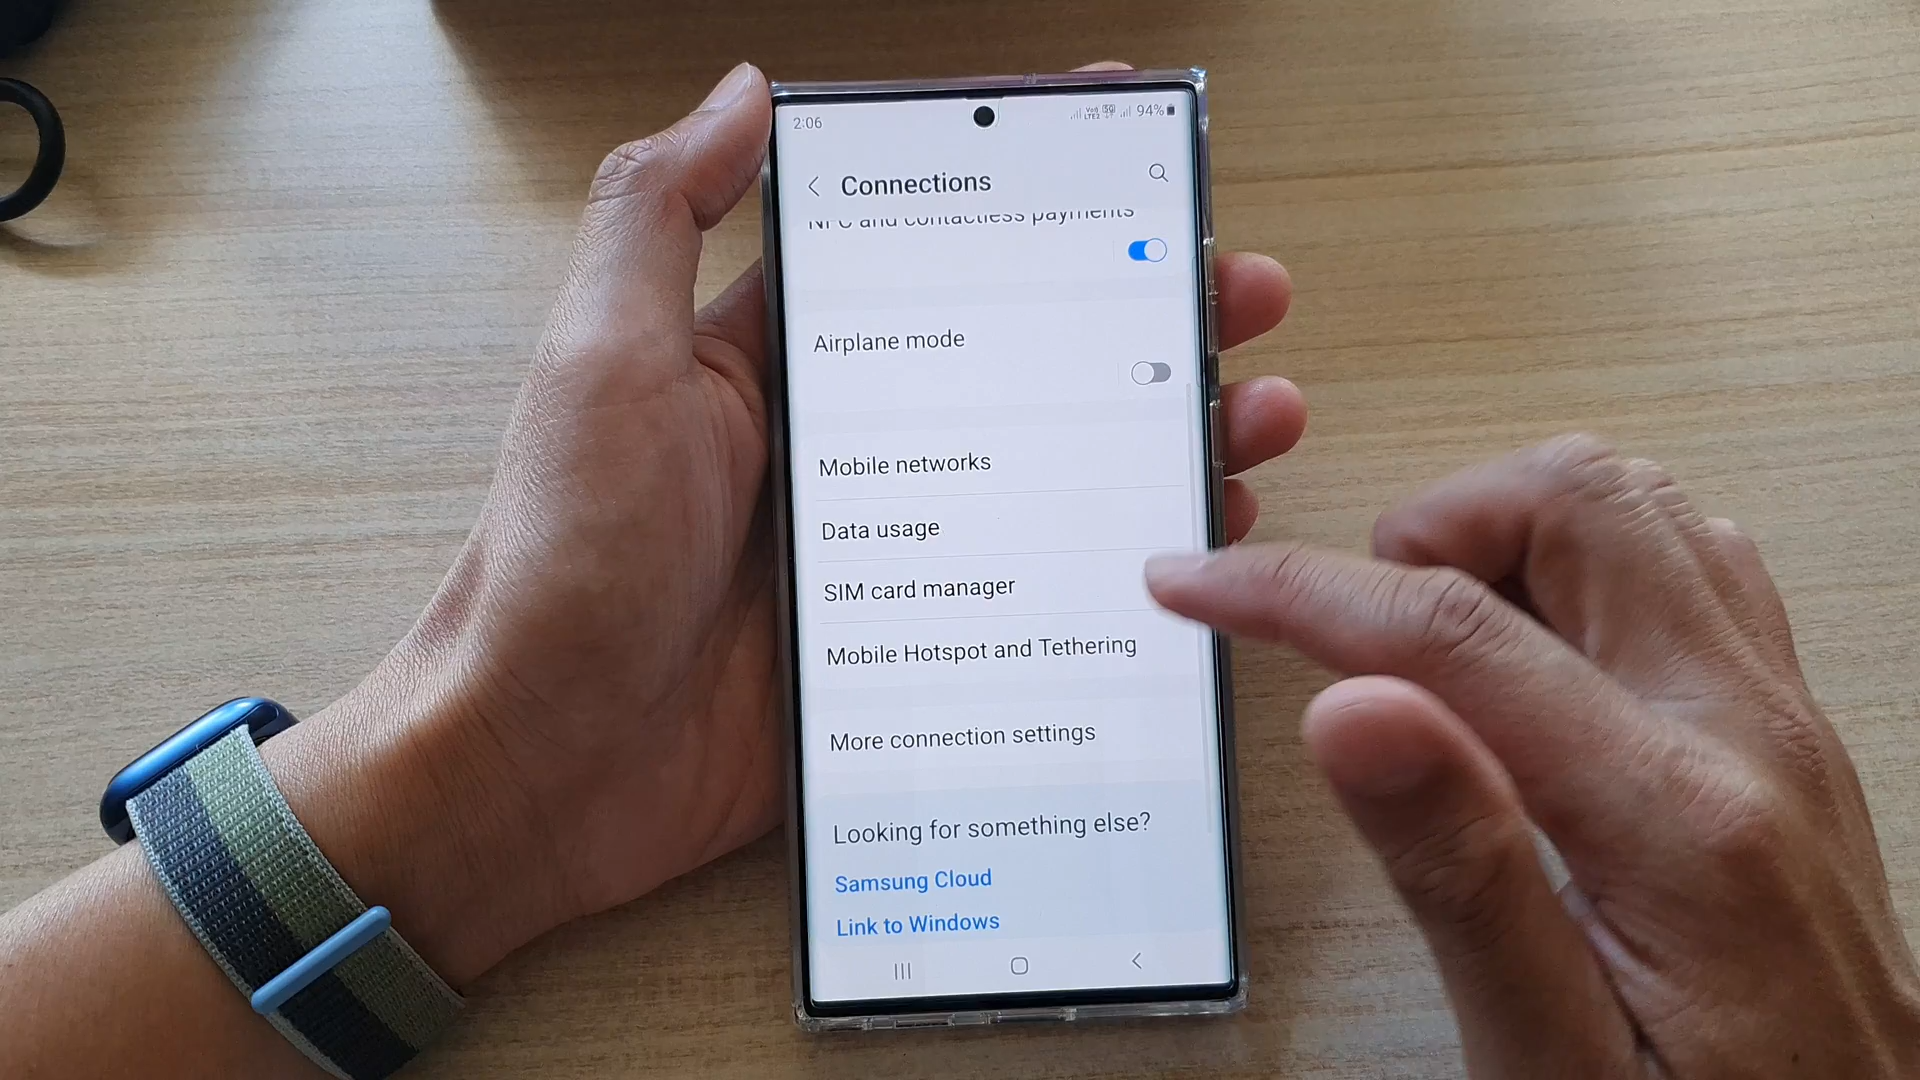 2:06
94%
Connections
NFC and contactless payments
Airplane mode
Mobile networks
Data usage
SIM card manager
Mobile Hotspot and Tethering
More connection settings
Looking for something else?
Samsung Cloud
Link to Windows